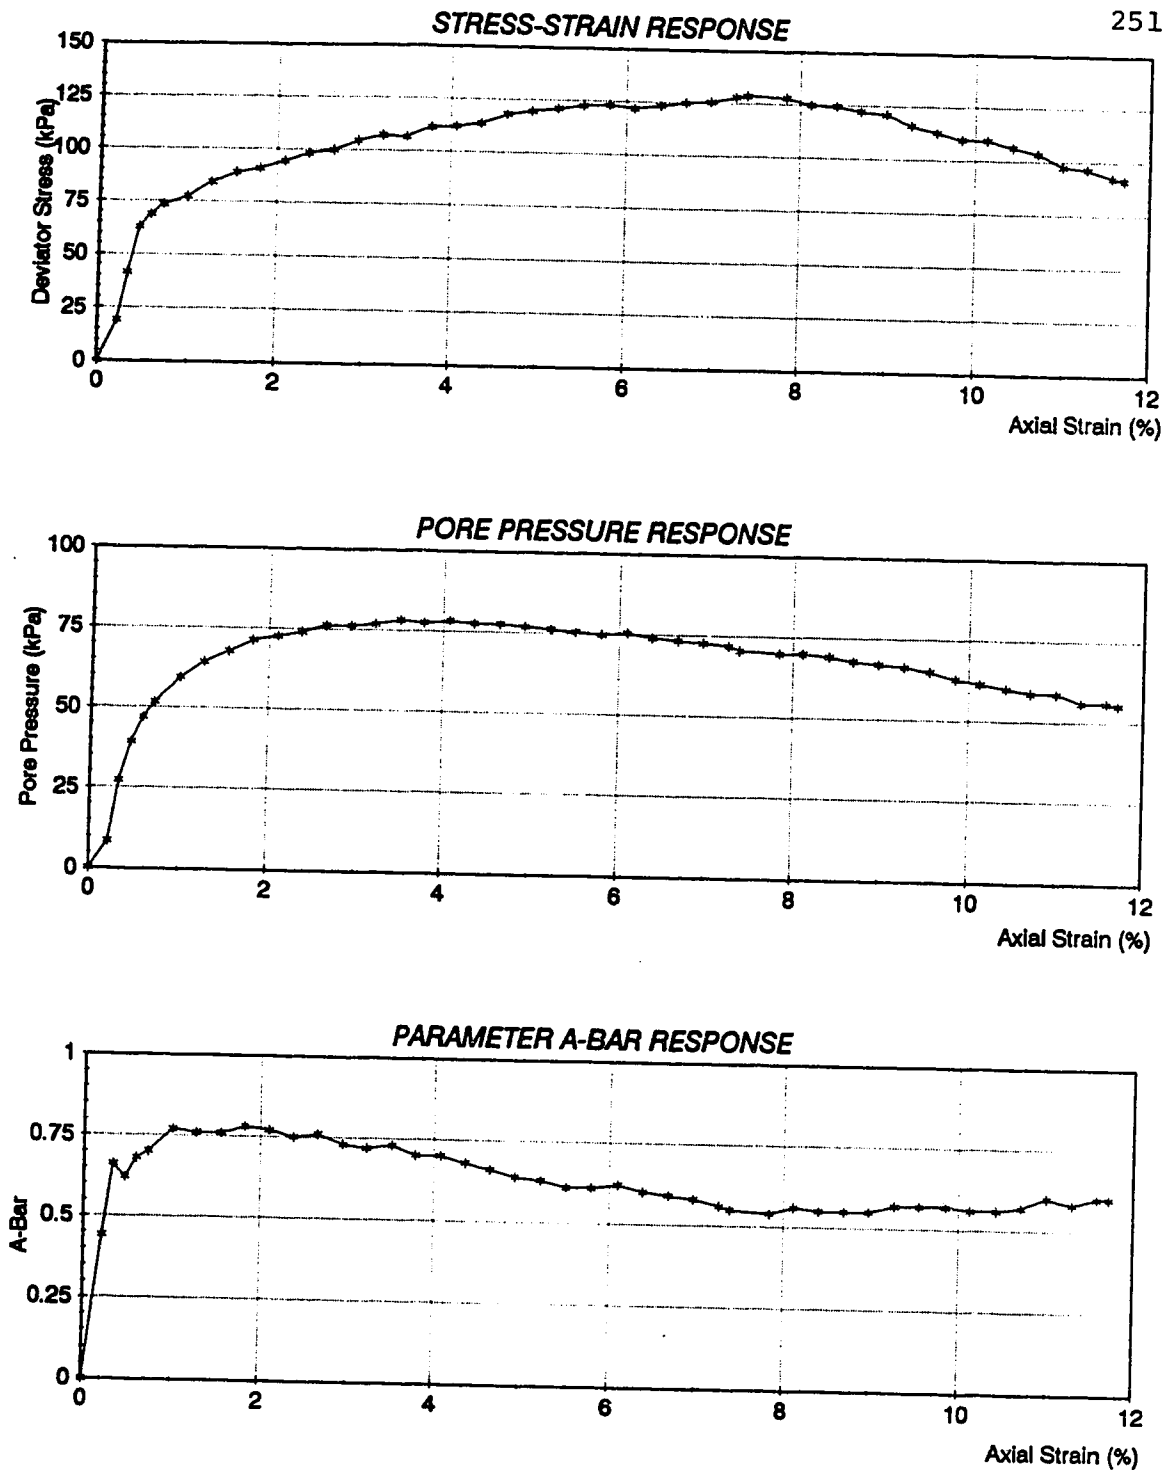 251
STRESS-STRAIN RESPONSE
150
125
100
75
50
25
0
Deviator Stress (kPa)
0 2 4 6 8 10 12
Axial Strain (%)
PORE PRESSURE RESPONSE
100
75
50
25
0
Pore Pressure (kPa)
0 2 4 6 8 10 12
Axial Strain (%)
PARAMETER A-BAR RESPONSE
1
0.75
0.5
0.25
0
A-Bar
0 2 4 6 8 10 12
Axial Strain (%)